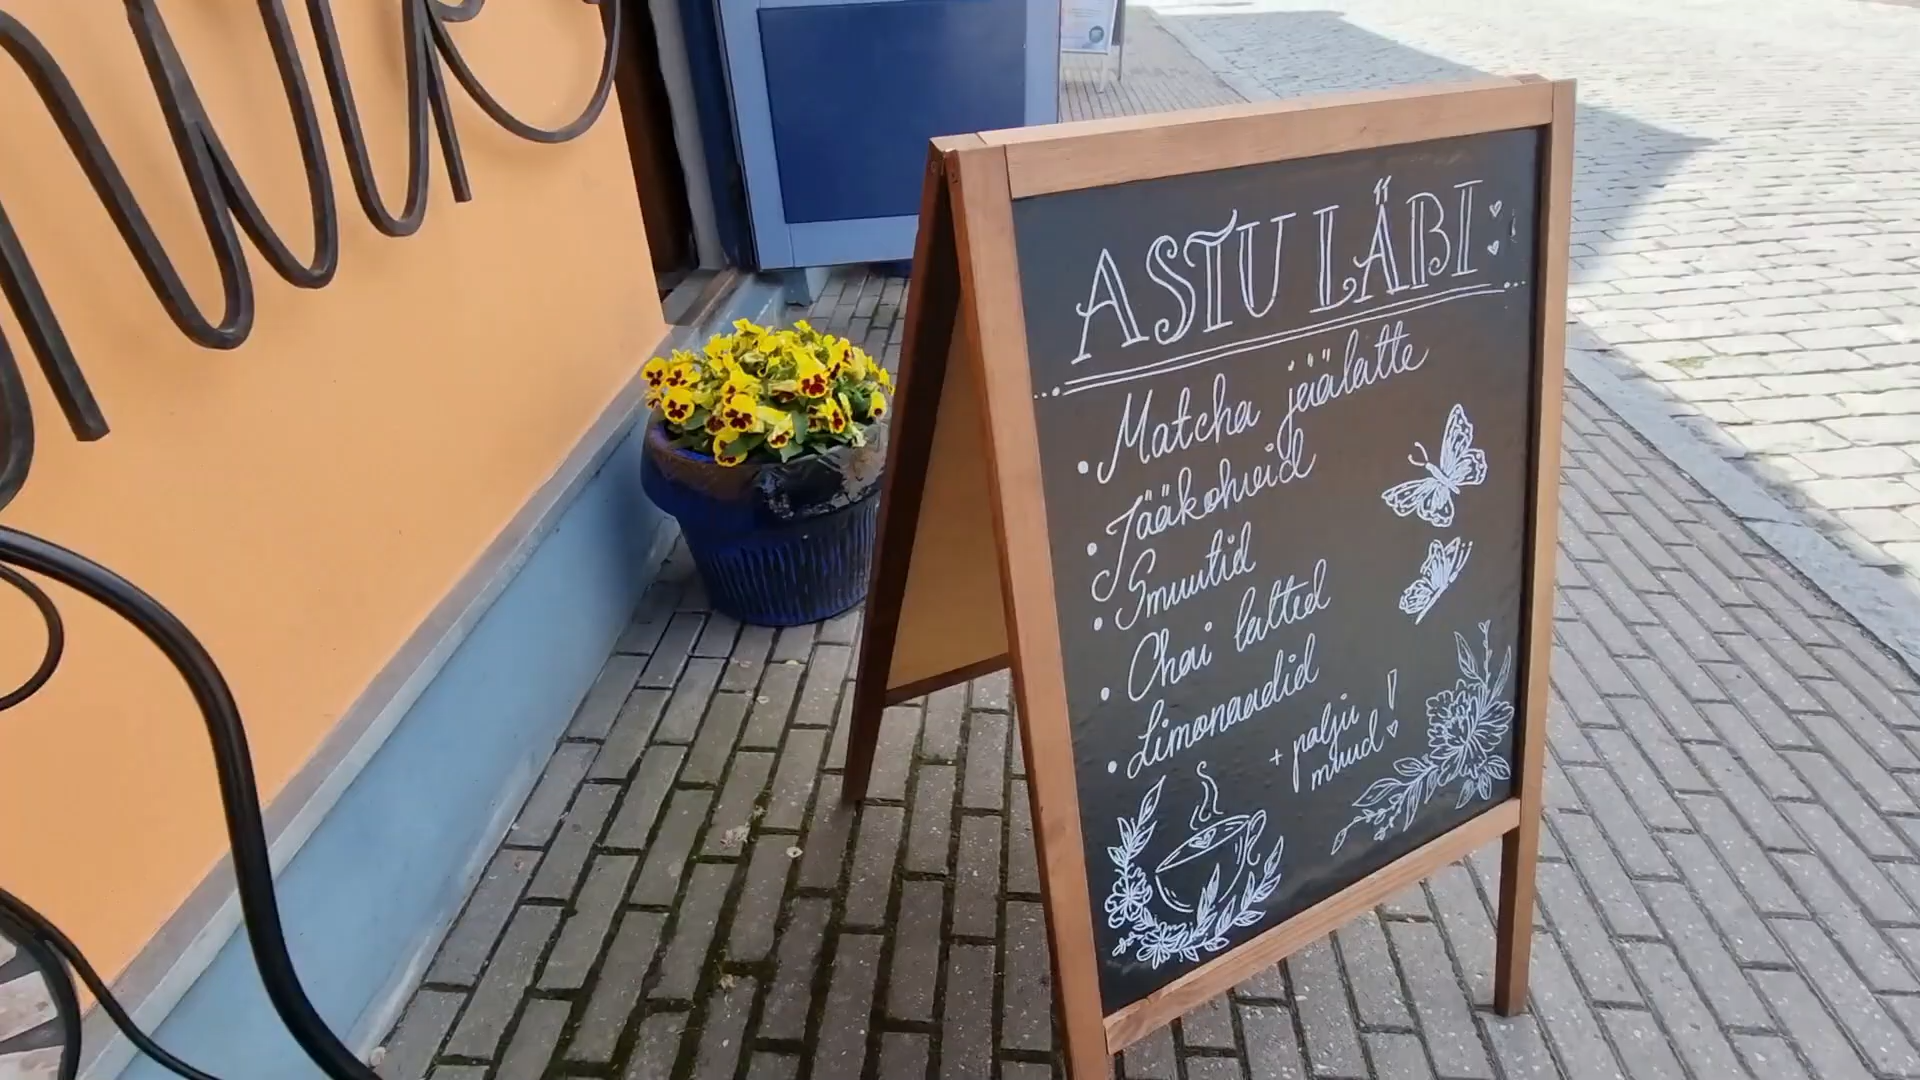 ASTU LÄBI:
• Matcha jäälatte
• Jääkohvid
• Smuutid
• Chai latted
• Limonaadid
+ palju
muud!